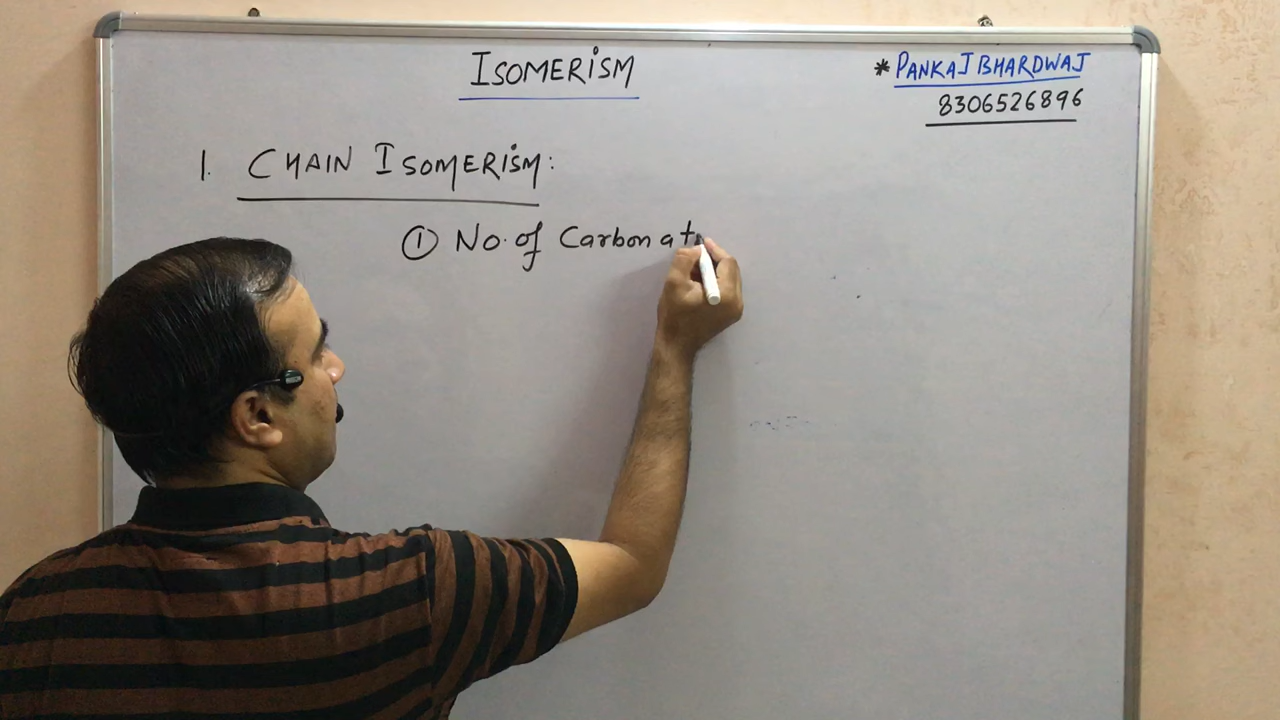 ISOMERISM
* PANKAJ BHARDWAJ
8306526896
1. CHAIN ISOMERISM:
① No. of Carbon at